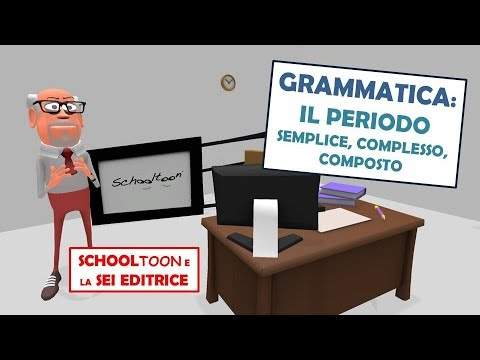 GRAMMATICA:
IL PERIODO
SEMPLICE, COMPLESSO,
COMPOSTO
schooltoon
SCHOOLTOON E
LA SEI EDITRICE